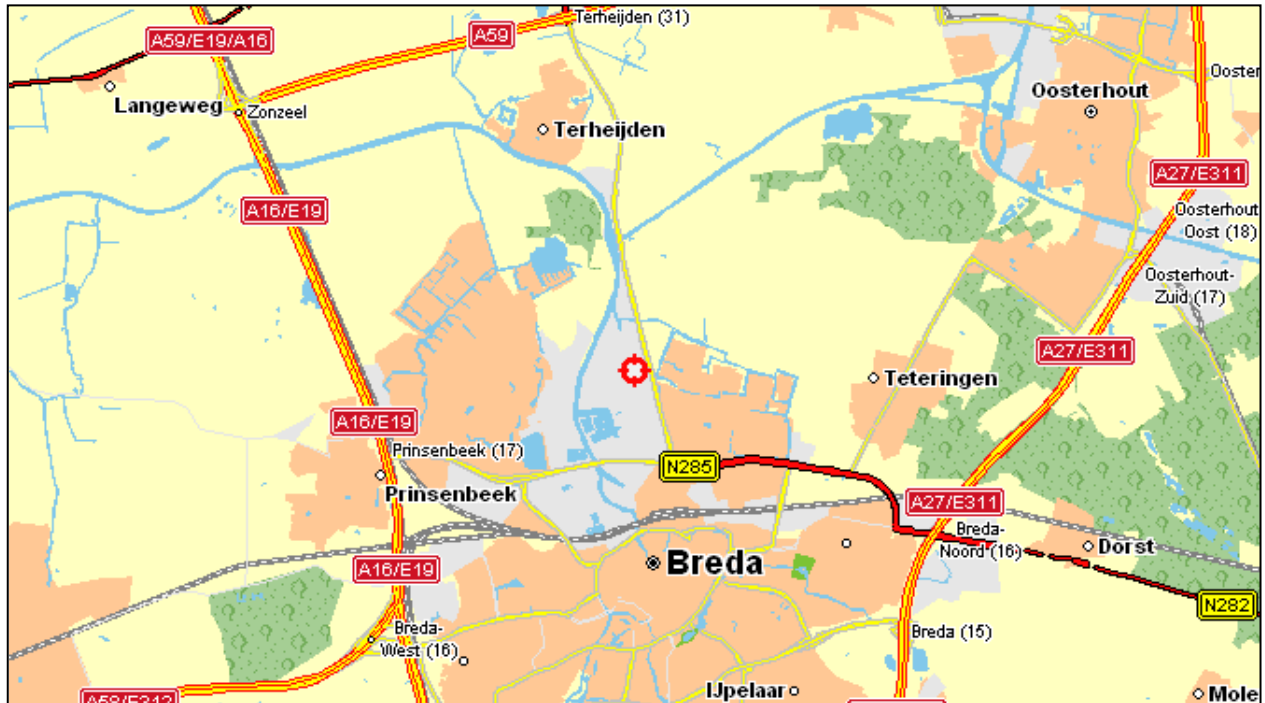 Terheijden (31)
A59/E19/A16
A59
Ooster
Langeweg
Zonzeel
Oosterhout
Terheijden
A27/E311
A16/E19
Oosterhout
Oost (18)
Oosterhout-
Zuid (17)
A27/E311
Teteringen
A16/E19
Prinsenbeek (17)
N285
Prinsenbeek
A27/E311
Breda-
Noord (16)
Dorst
Breda
A16/E19
N282
Breda-
West (16)
Breda (15)
IJpelaar
Mole
A58/E312